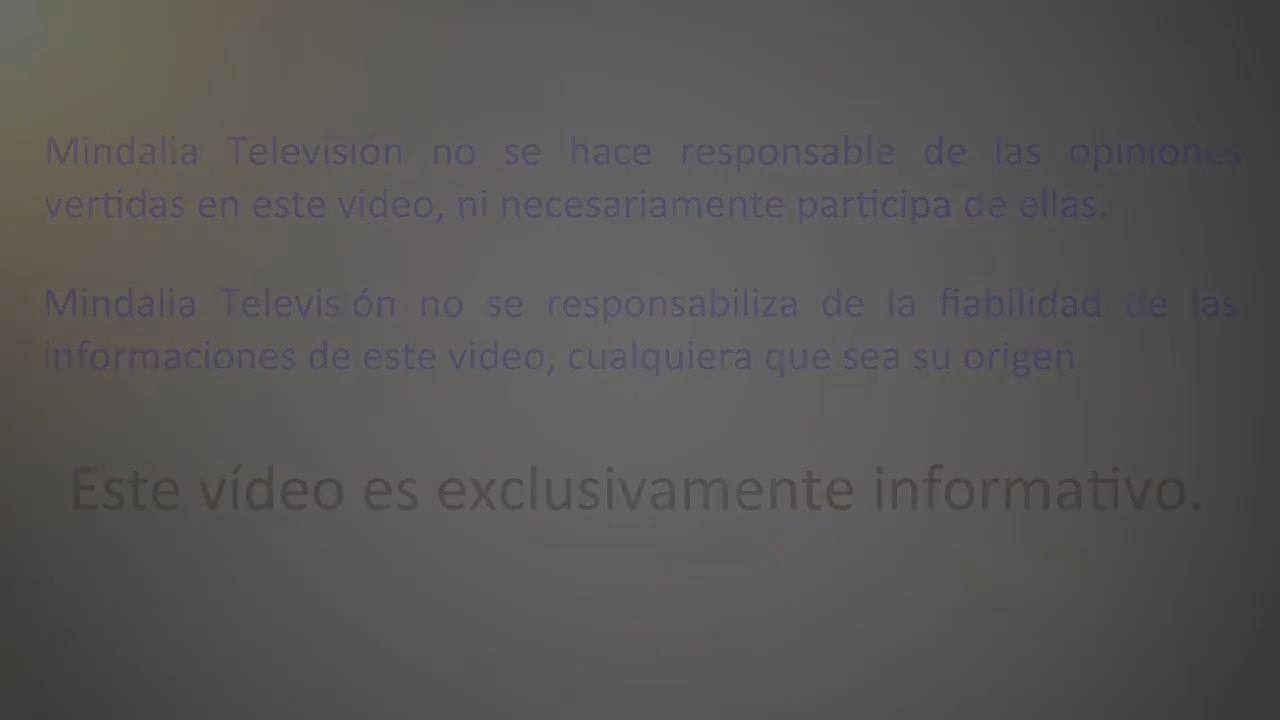 Mindalia Televisión no se hace responsable de las opiniones
vertidas en este video, ni necesariamente participa de ellas.
Mindalia Televisión no se responsabiliza de la fiabilidad de las
informaciones de este video, cualquiera que sea su origen
Este vídeo es exclusivamente informativo.